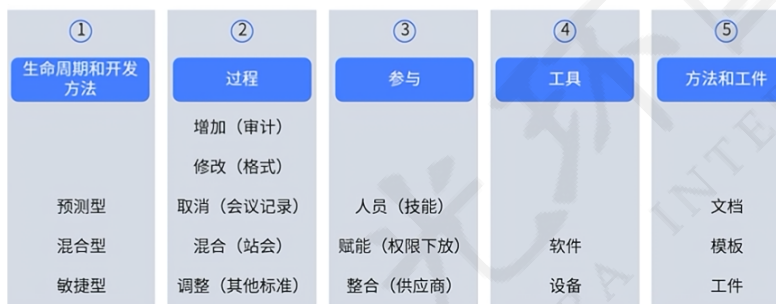 ①
生命周期和开发
方法
预测型
混合型
敏捷型
②
过程
增加（审计）
修改（格式）
取消（会议记录）
混合（站会）
调整（其他标准）
③
参与
人员（技能）
赋能（权限下放）
整合（供应商）
④
工具
软件
设备
⑤
方法和工件
文档
模板
工件